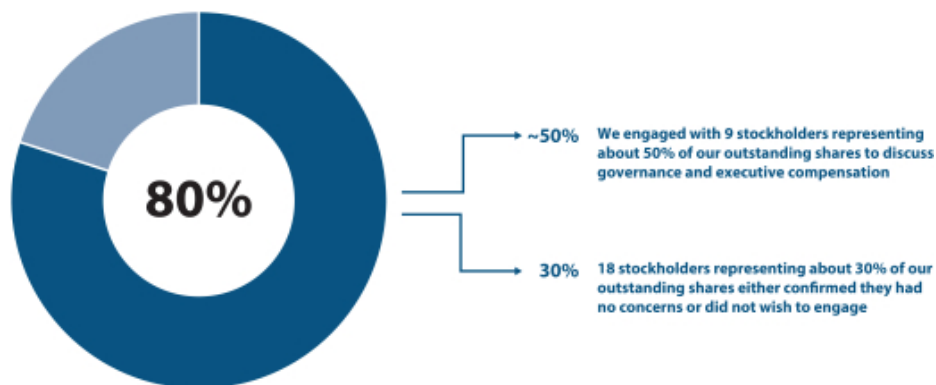 80%
~50%
We engaged with 9 stockholders representing
about 50% of our outstanding shares to discuss
governance and executive compensation
30%
18 stockholders representing about 30% of our
outstanding shares either confirmed they had
no concerns or did not wish to engage